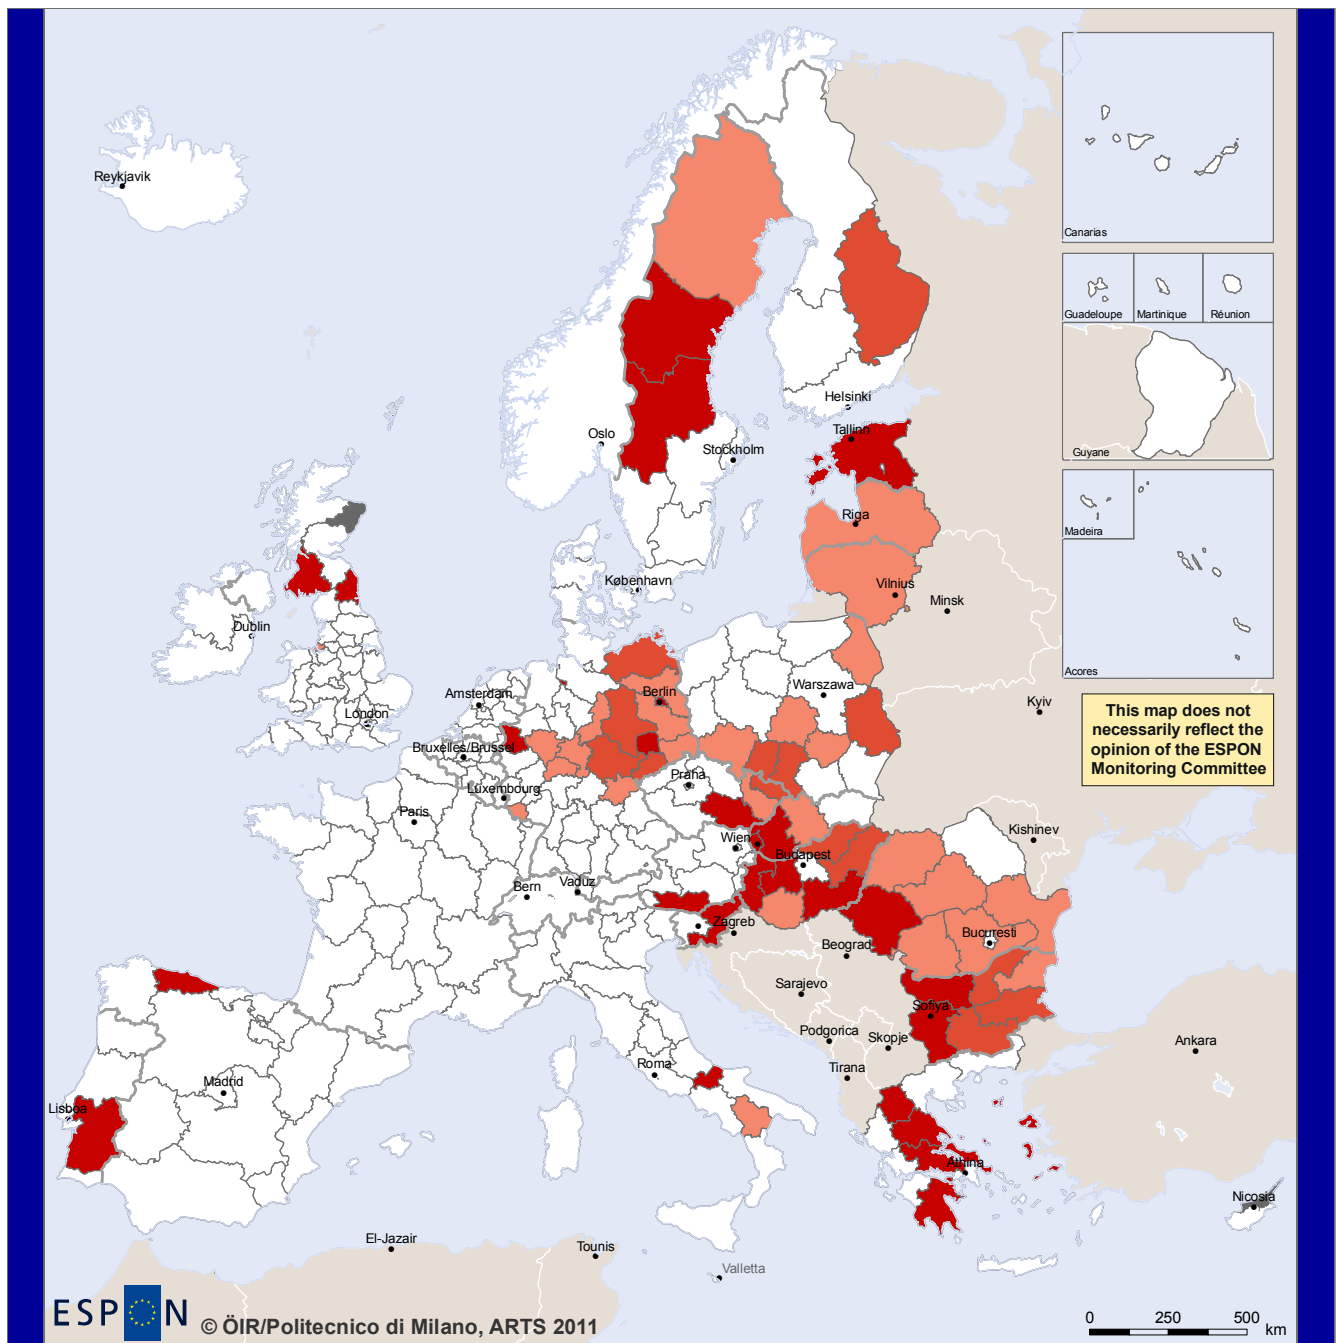 Reykjavik
Canarias
Guadeloupe
Martinique
Réunion
Guyane
Madeira
Acores
Helsinki
Tallinn
Oslo
Stockholm
Riga
København
Vilnius
Minsk
Dublin
Amsterdam
Berlin
Warszawa
London
Kyiv
This map does not
necessarily reflect the
opinion of the ESPON
Monitoring Committee
Bruxelles/Brussel
Praha
Luxembourg
Paris
Kishinev
Wien
Budapest
Bern
Vaduz
Zagreb
Bucuresti
Beograd
Sarajevo
Sofiya
Podgorica
Skopje
Ankara
Roma
Tirana
Madrid
Lisboa
Athina
Nicosia
El-Jazair
Tounis
Valletta
ESPON
© ÖIR/Politecnico di Milano, ARTS 2011
0 250 500
km